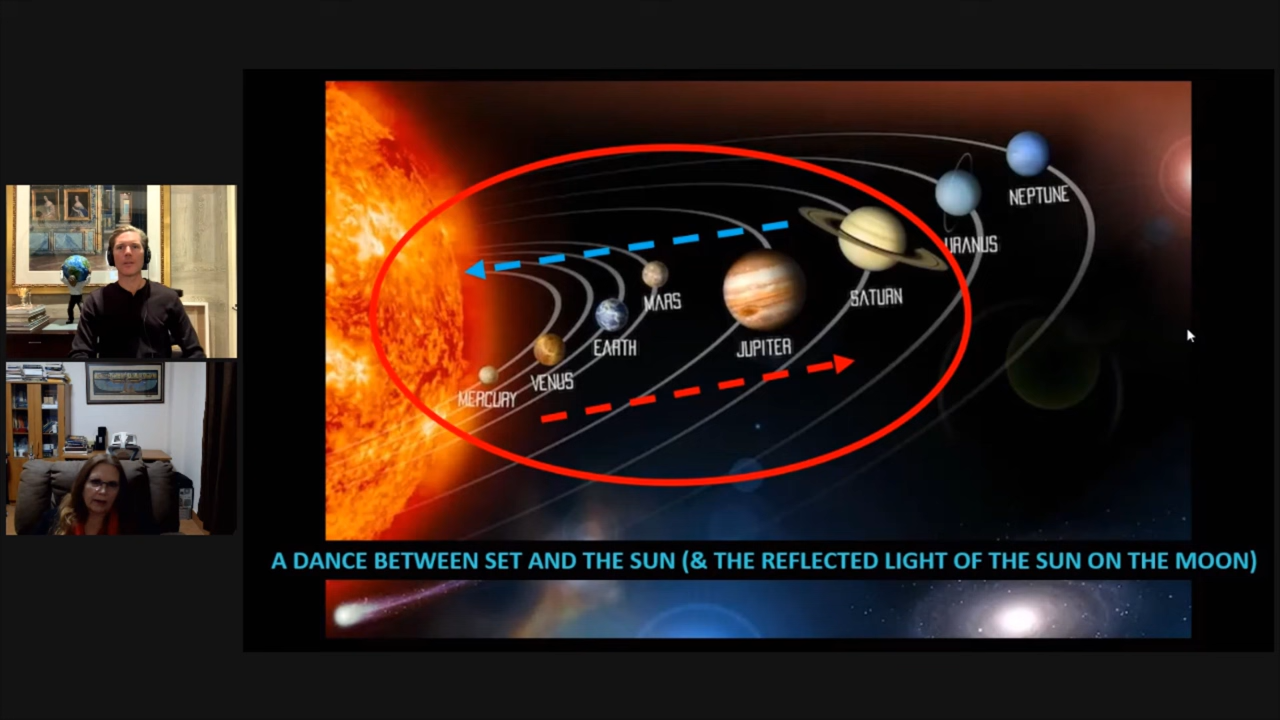 NEPTUNE
URANUS
SATURN
MARS
EARTH
JUPITER
VENUS
MERCURY
A DANCE BETWEEN SET AND THE SUN (& THE REFLECTED LIGHT OF THE SUN ON THE MOON)